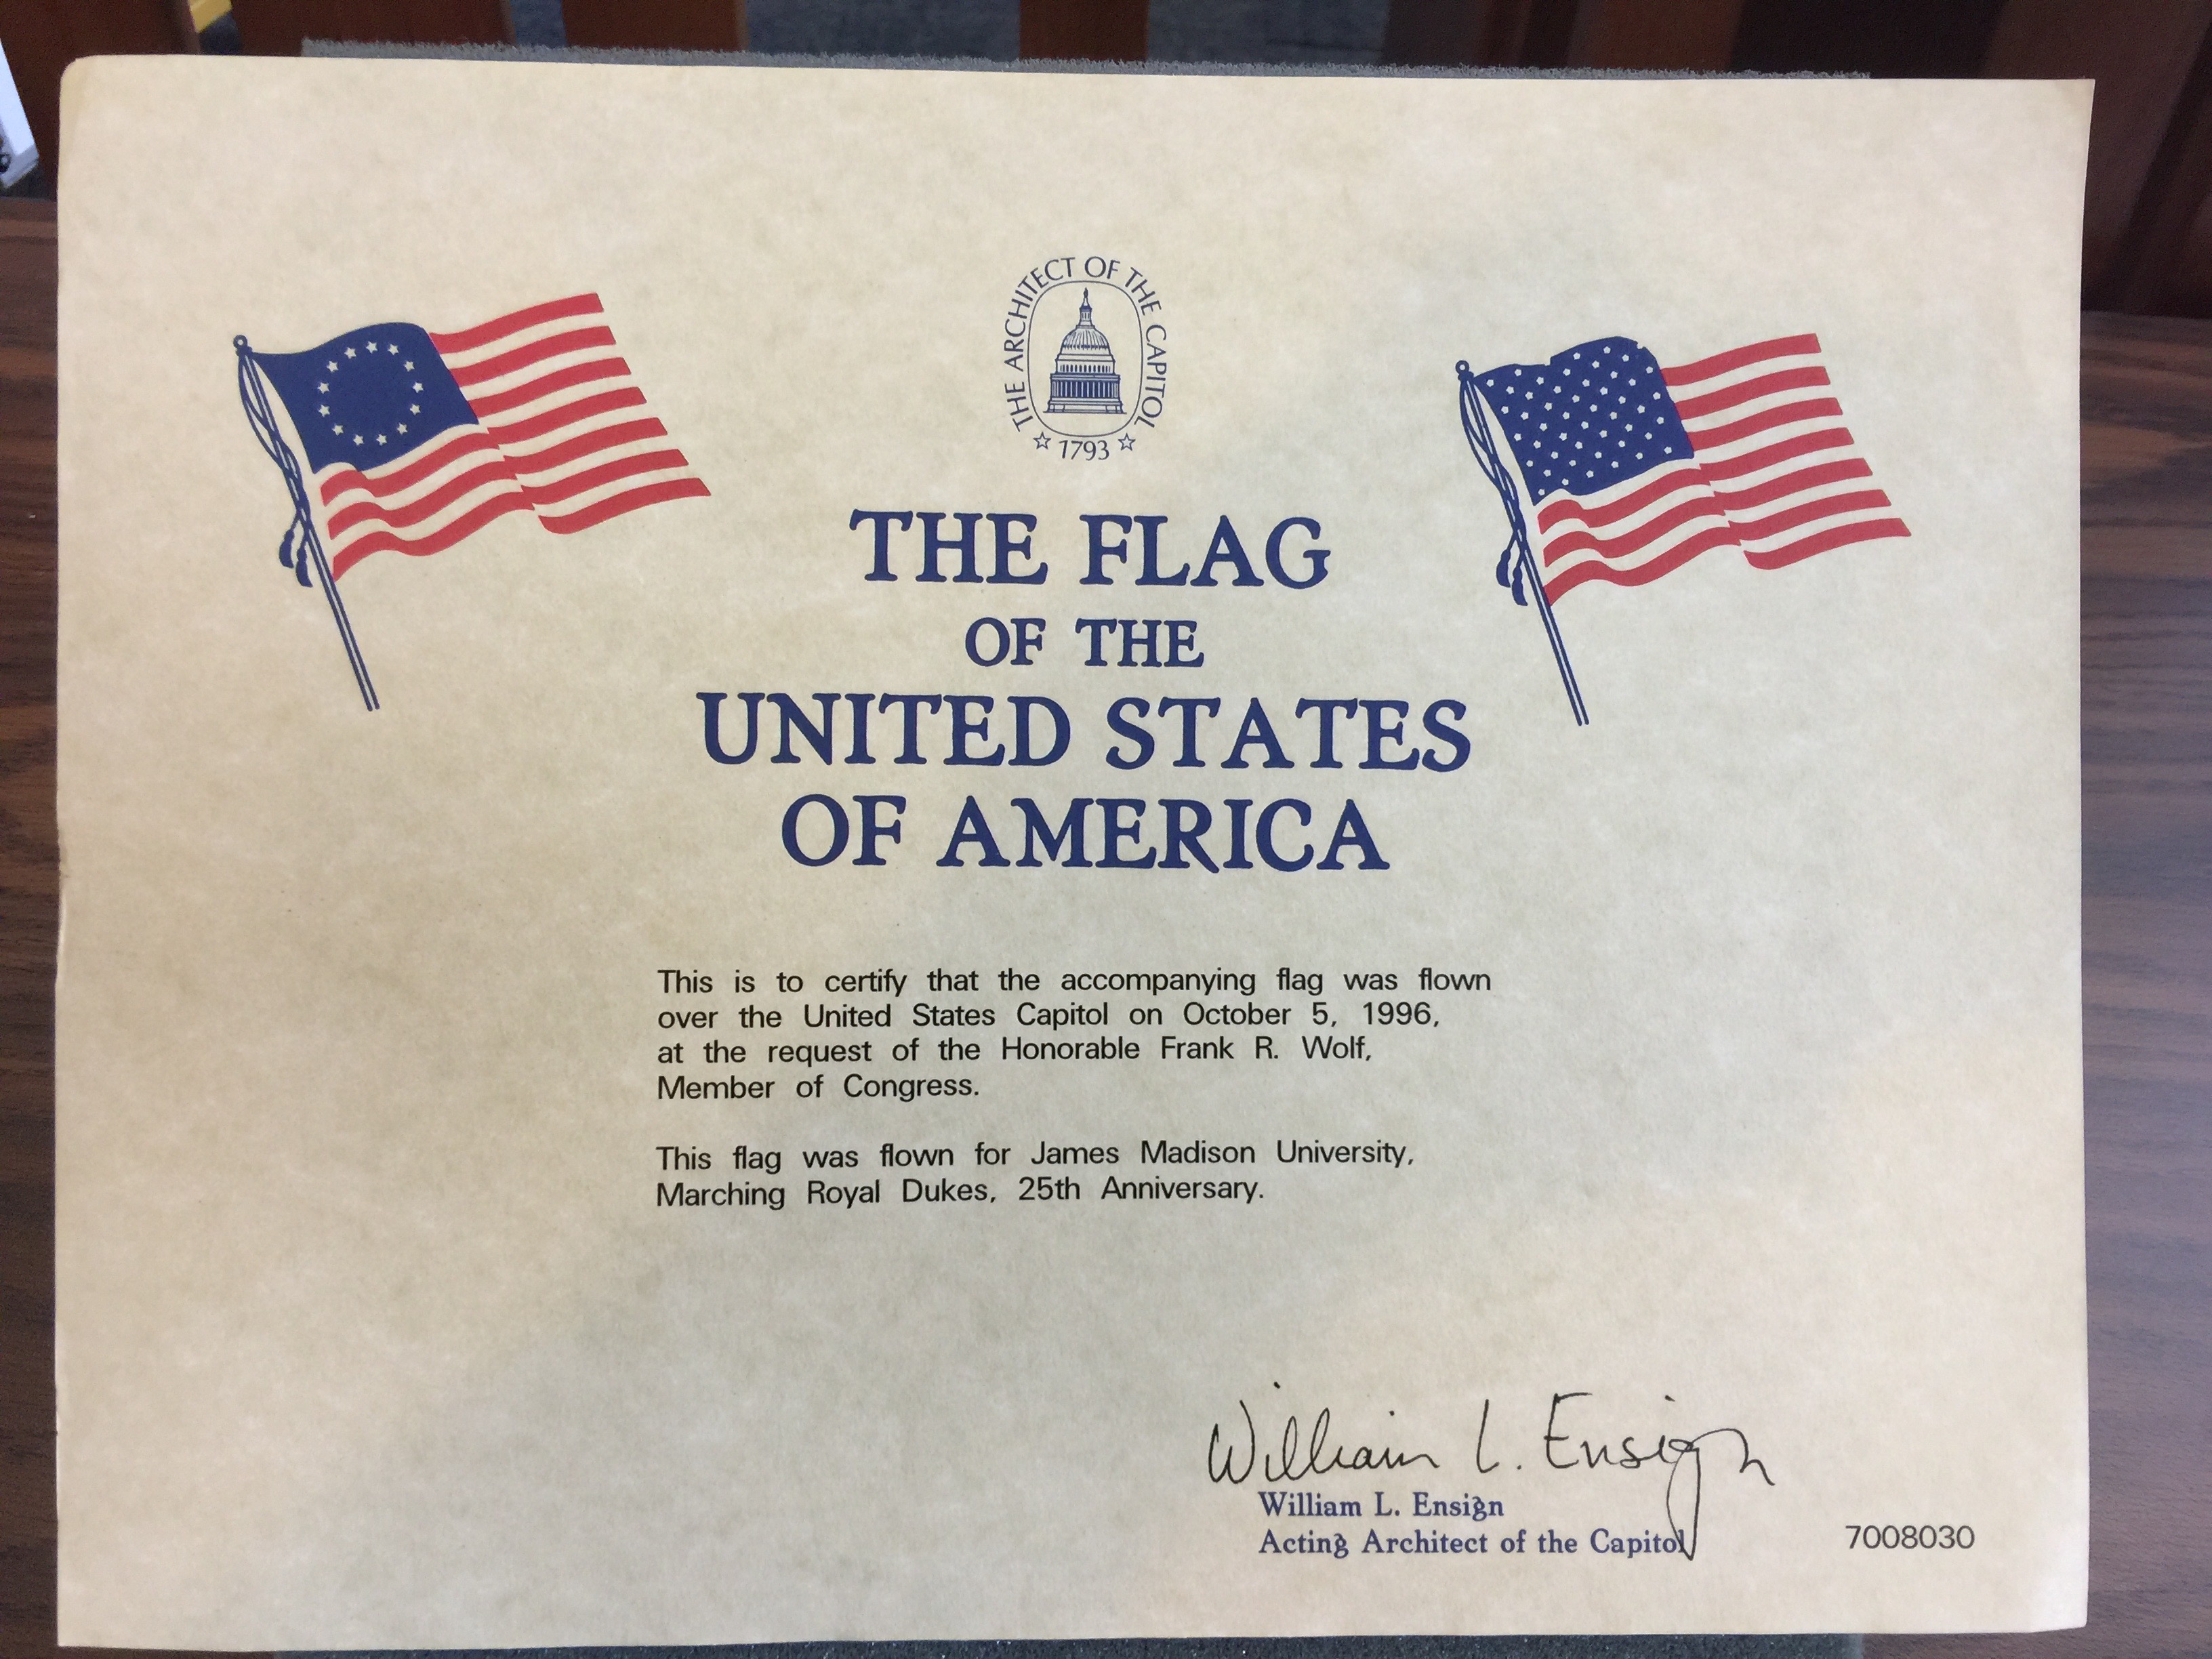 THE ARCHITECT OF THE CAPITOL
1793
THE FLAG
OF THE
UNITED STATES
OF AMERICA
This is to certify that the accompanying flag was flown
over the United States Capitol on October 5, 1996,
at the request of the Honorable Frank R. Wolf,
Member of Congress.
This flag was flown for James Madison University,
Marching Royal Dukes, 25th Anniversary.
William L. Ensign
William L. Ensign
Acting Architect of the Capitol
7008030